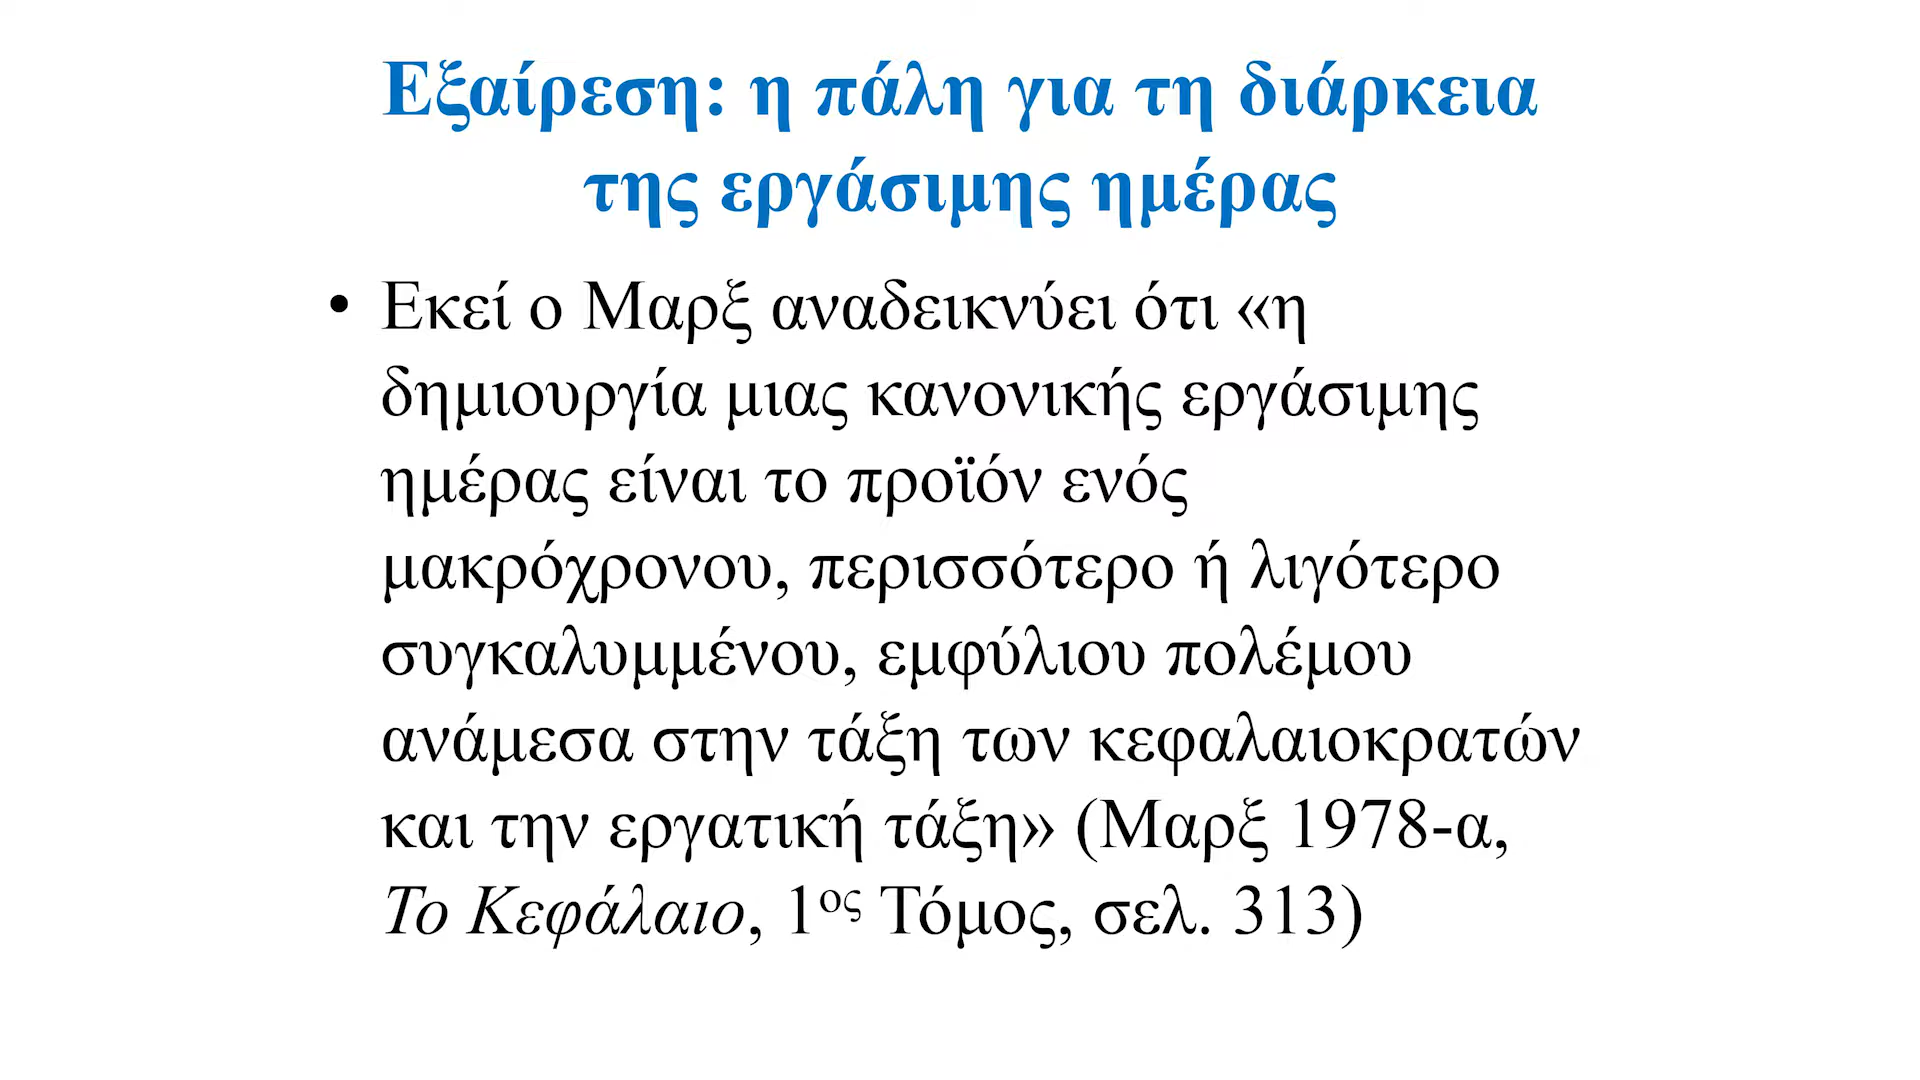 Εξαίρεση: η πάλη για τη διάρκεια
της εργάσιμης ημέρας
• Εκεί ο Μαρξ αναδεικνύει ότι «η
δημιουργία μιας κανονικής εργάσιμης
ημέρας είναι το προϊόν ενός
μακρόχρονου, περισσότερο ή λιγότερο
συγκαλυμμένου, εμφύλιου πολέμου
ανάμεσα στην τάξη των κεφαλαιοκρατών
και την εργατική τάξη» (Μαρξ 1978-α,
Το Κεφάλαιο, 1ος Τόμος, σελ. 313)